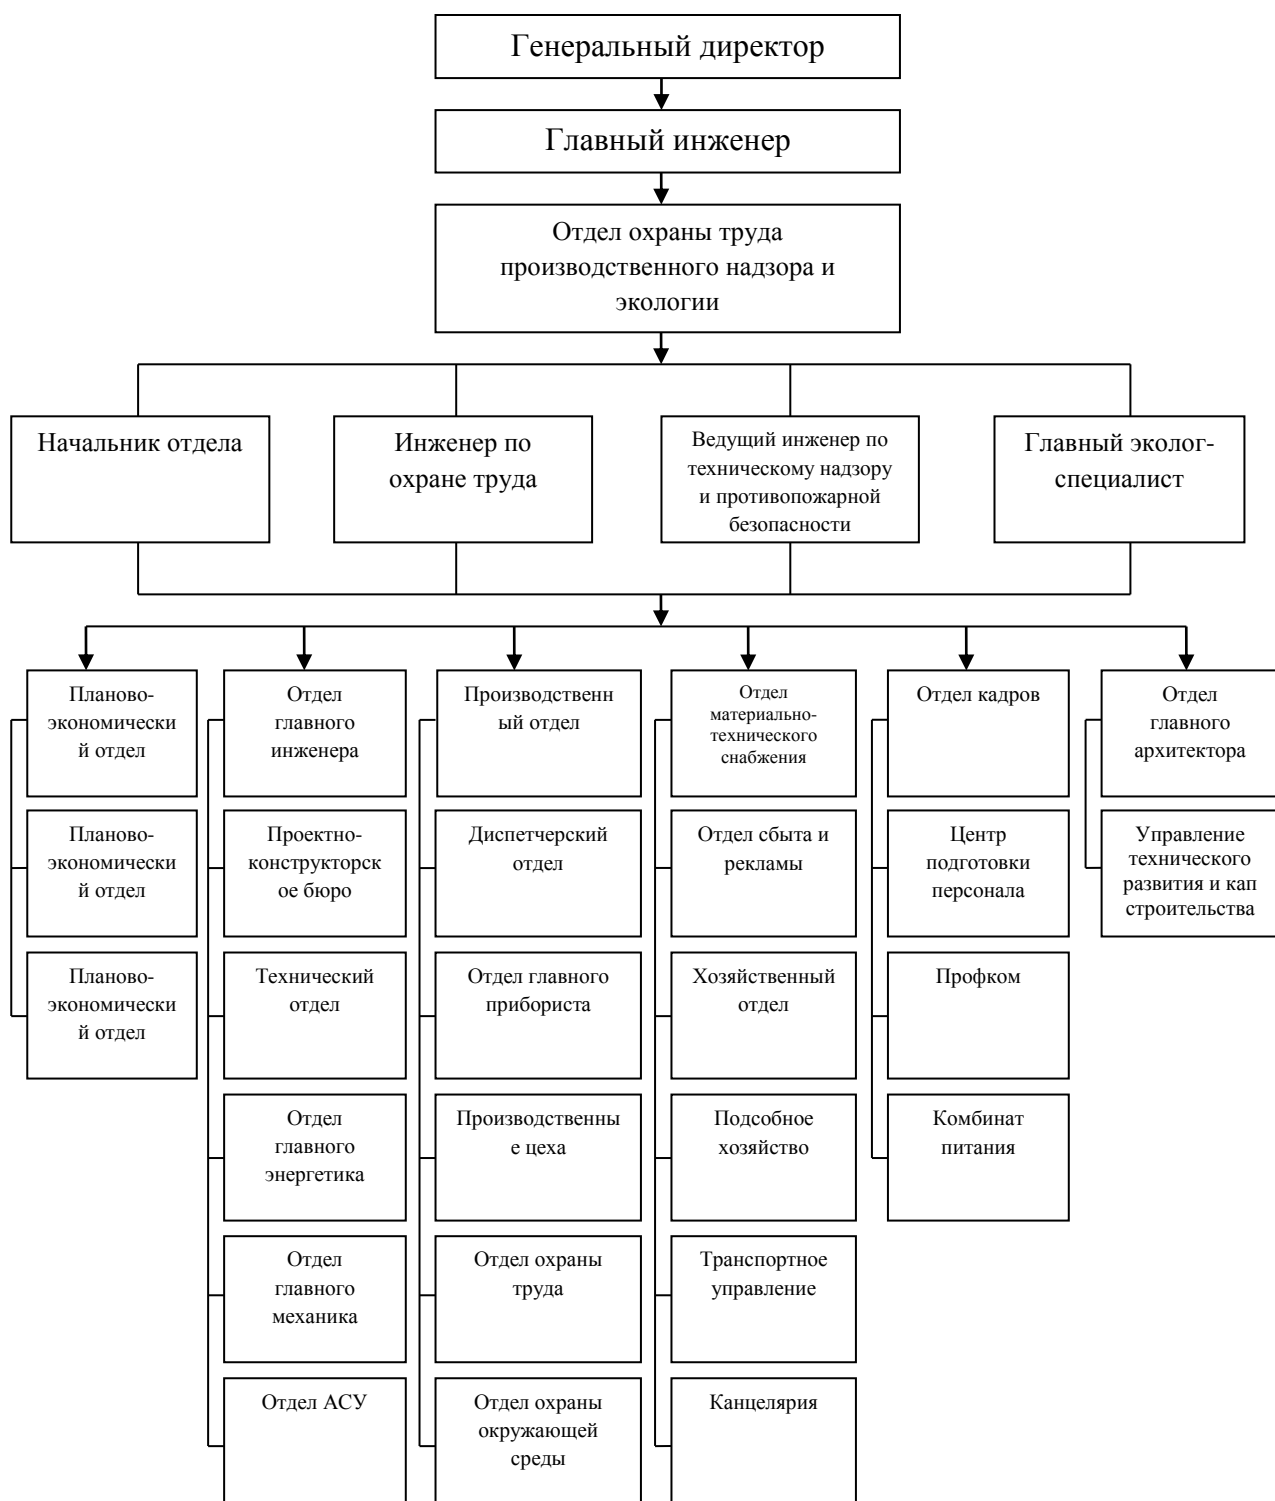 Генеральный директор
Главный инженер
Отдел охраны труда
производственного надзора и
экологии
Начальник отдела
Инженер по
охране труда
Ведущий инженер по
техническому надзору
и противопожарной
безопасности
Главный эколог-
специалист
Планово-
экономически
й отдел
Отдел
главного
инженера
Производственн
ый отдел
Отдел
материально-
технического
снабжения
Отдел кадров
Отдел
главного
архитектора
Планово-
экономически
й отдел
Проектно-
конструкторск
ое бюро
Диспетчерский
отдел
Отдел сбыта и
рекламы
Центр
подготовки
персонала
Управление
технического
развития и кап
строительства
Планово-
экономически
й отдел
Технический
отдел
Отдел главного
прибориста
Хозяйственный
отдел
Профком
Отдел
главного
энергетика
Производственны
е цеха
Подсобное
хозяйство
Комбинат
питания
Отдел
главного
механика
Отдел охраны
труда
Транспортное
управление
Отдел АСУ
Отдел охраны
окружающей
среды
Канцелярия